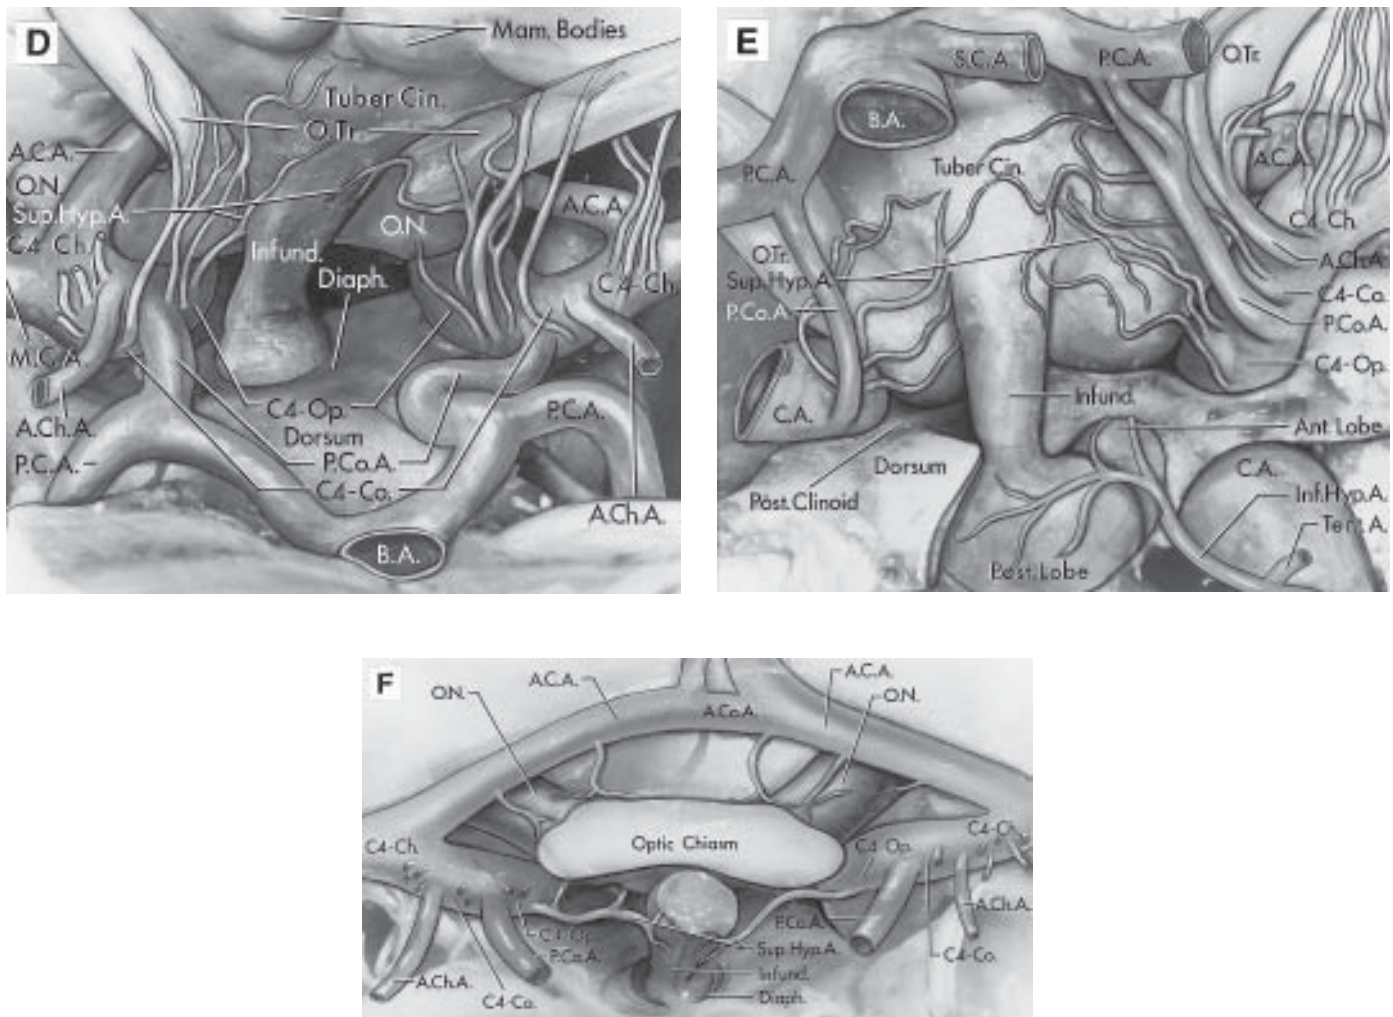 D
Mam. Bodies
Tuber Cin.
O.Tr.
A.C.A.
O.N.
Sup.Hyp.A.
C4-Ch.
A.C.A.
O.N.
Infund.
Diaph.
C4-Ch.
M.C.A.
C4-Op.
Dorsum
P.C.A.
A.Ch.A.
P.C.A.
P.Co.A.
C4-Co.
A.Ch.A.
B.A.
E
S.C.A.
P.C.A.
O.Tr.
B.A.
A.C.A.
P.C.A.
Tuber Cin.
C4-Ch.
O.Tr.
Sup.Hyp.A.
A.Ch.A.
C4-Co.
P.Co.A.
P.Co.A.
C4-Op.
Infund.
C.A.
Ant. Lobe
Dorsum
C.A.
Post. Clinoid
Inf.Hyp.A.
Tent. A.
Post. Lobe
F
A.C.A.
A.C.A.
O.N.
O.N.
A.Co.A.
C4-Ch.
Optic Chiasm
C4-Ch.
C4-Op.
A.Ch.A.
P.Co.A.
C4-Op.
P.Co.A.
Sup.Hyp.A.
C4-Co.
A.Ch.A.
Infund.
C4-Co.
Diaph.